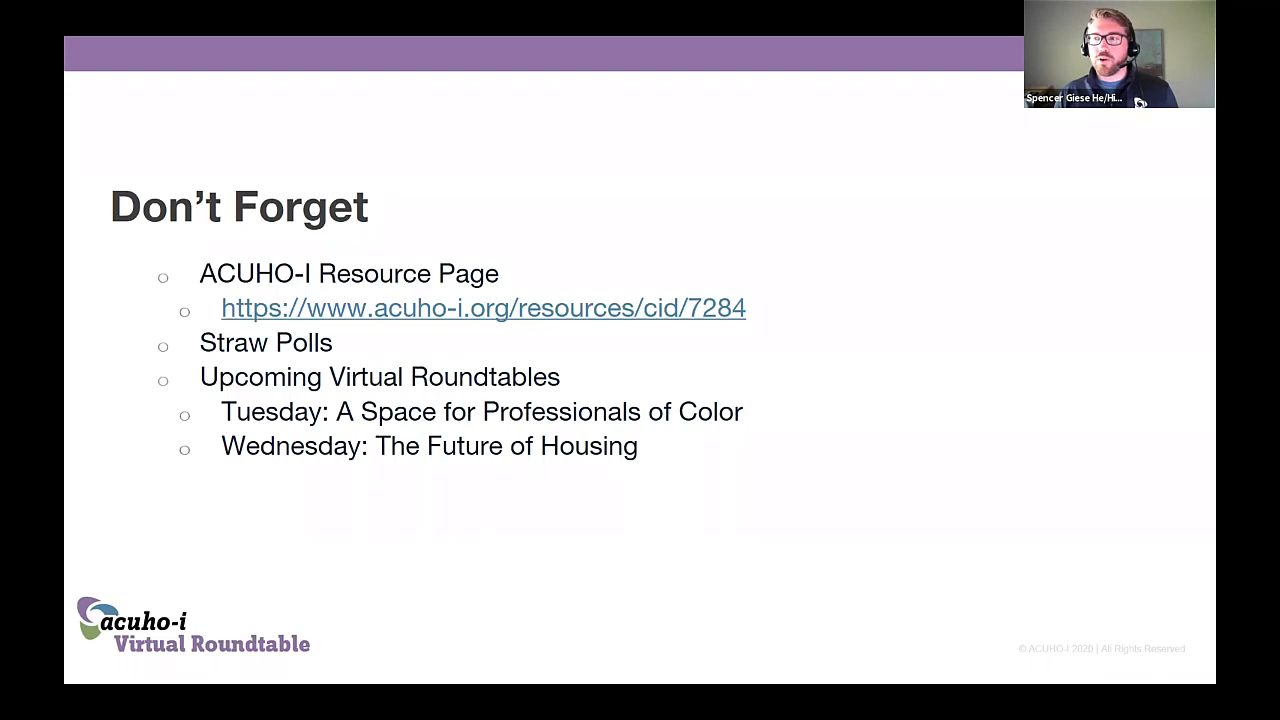 Spencer Giese He/Hi...
Don't Forget
ACUHO-I Resource Page
https://www.acuho-i.org/resources/cid/7284
Straw Polls
Upcoming Virtual Roundtables
Tuesday: A Space for Professionals of Color
Wednesday: The Future of Housing
acuho-i
Virtual Roundtable
© ACUHO-I 2020 | All Rights Reserved